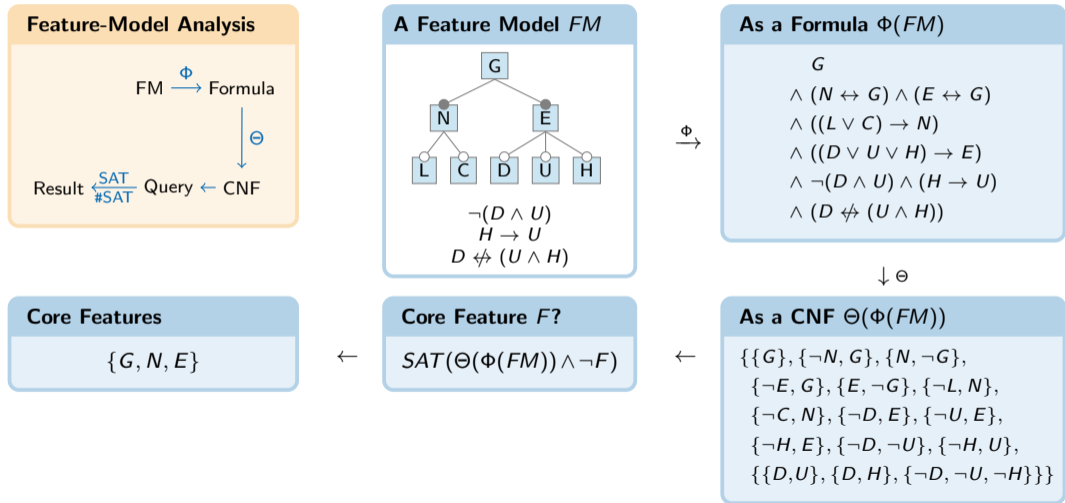 Feature-Model Analysis
Φ
FM ⟶ Formula
Θ
Result ⟵ Query ← CNF
SAT
#SAT
A Feature Model FM
G
N E
L C D U H
¬(D ∧ U)
H → U
D ↮ (U ∧ H)
Φ
→
As a Formula Φ(FM)
G
∧ (N ↔ G) ∧ (E ↔ G)
∧ ((L ∨ C) → N)
∧ ((D ∨ U ∨ H) → E)
∧ ¬(D ∧ U) ∧ (H → U)
∧ (D ↮ (U ∧ H))
↓ Θ
Core Features
{G, N, E}
←
Core Feature F?
SAT(Θ(Φ(FM)) ∧ ¬F)
←
As a CNF Θ(Φ(FM))
{{G}, {¬N, G}, {N, ¬G},
{¬E, G}, {E, ¬G}, {¬L, N},
{¬C, N}, {¬D, E}, {¬U, E},
{¬H, E}, {¬D, ¬U}, {¬H, U},
{{D,U}, {D, H}, {¬D, ¬U, ¬H}}}